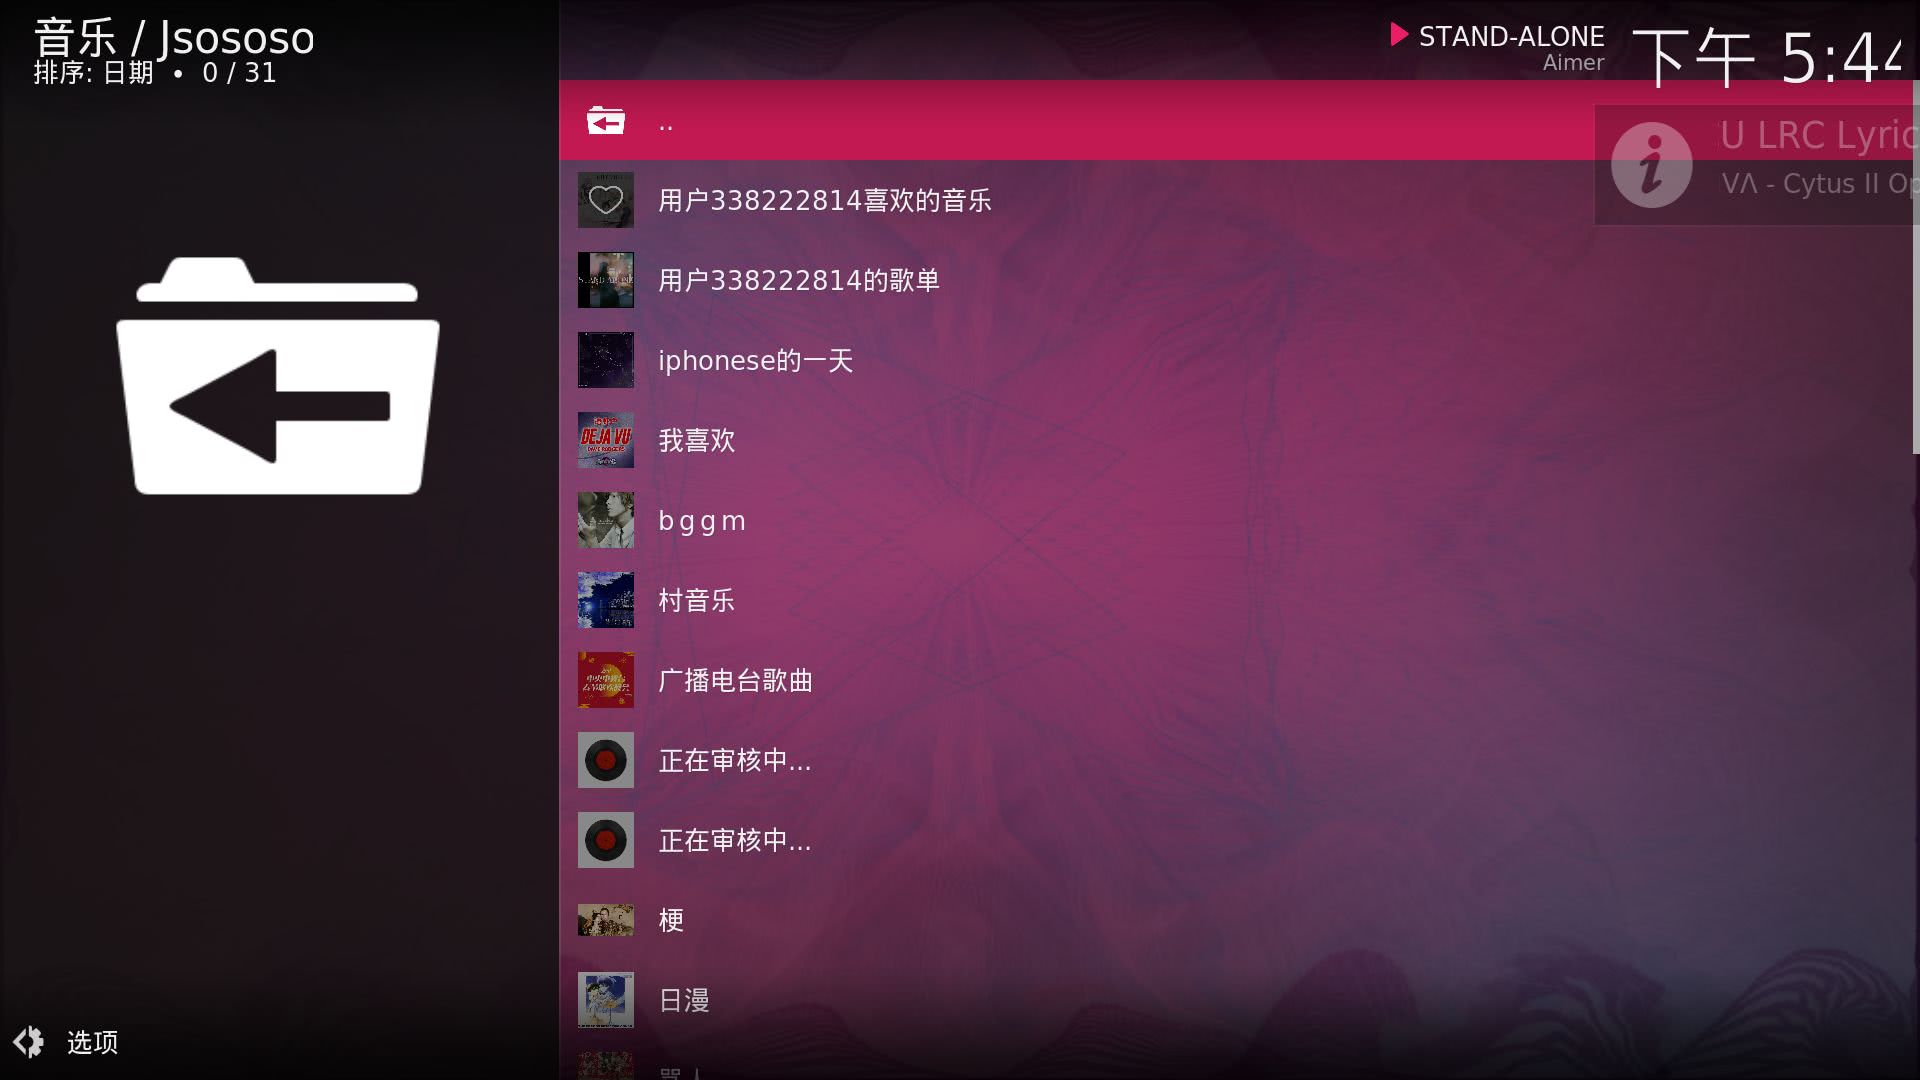 音乐 / Jsososo
排序: 日期 • 0 / 31
STAND-ALONE
Aimer
下午 5:44
..
U LRC Lyric
VΛ - Cytus II Op
用户338222814喜欢的音乐
用户338222814的歌单
iphonese的一天
我喜欢
DEJA VU
b g g m
村音乐
广播电台歌曲
正在审核中...
正在审核中...
梗
日漫
选项